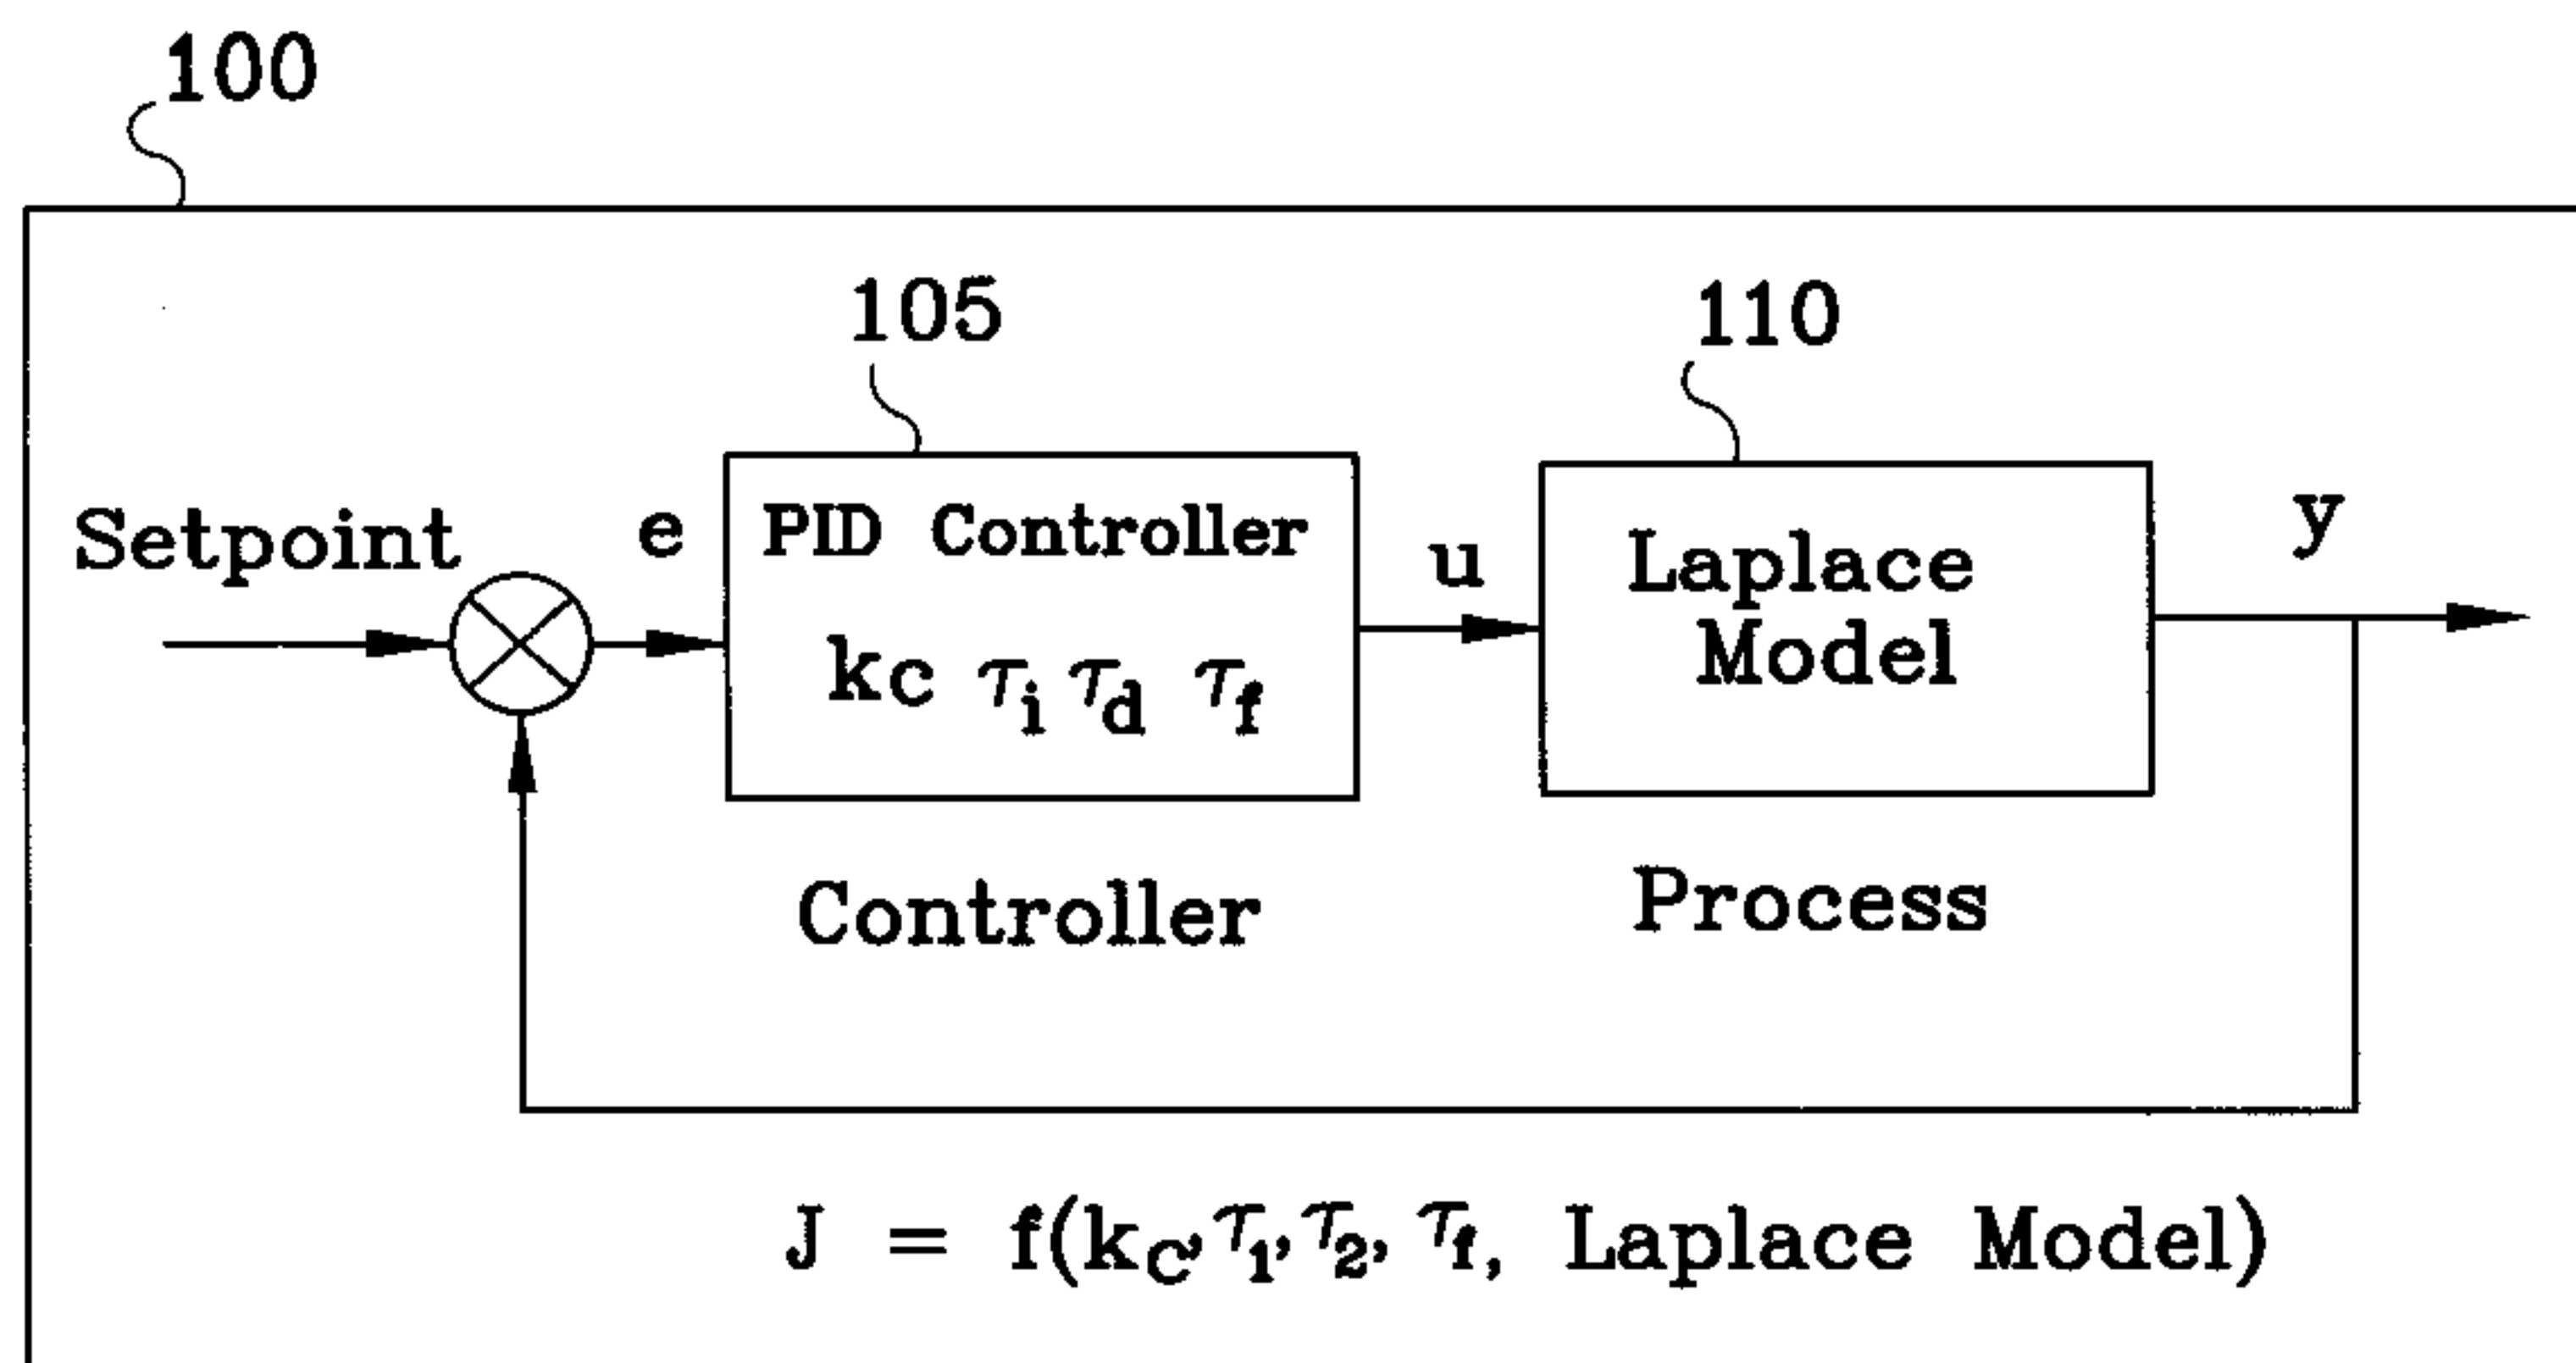 100
105
110
Setpoint
e
PID Controller
kc τi τd τf
u
Laplace
Model
y
Controller
Process
J = f(kC, τ1, τ2, τf, Laplace Model)